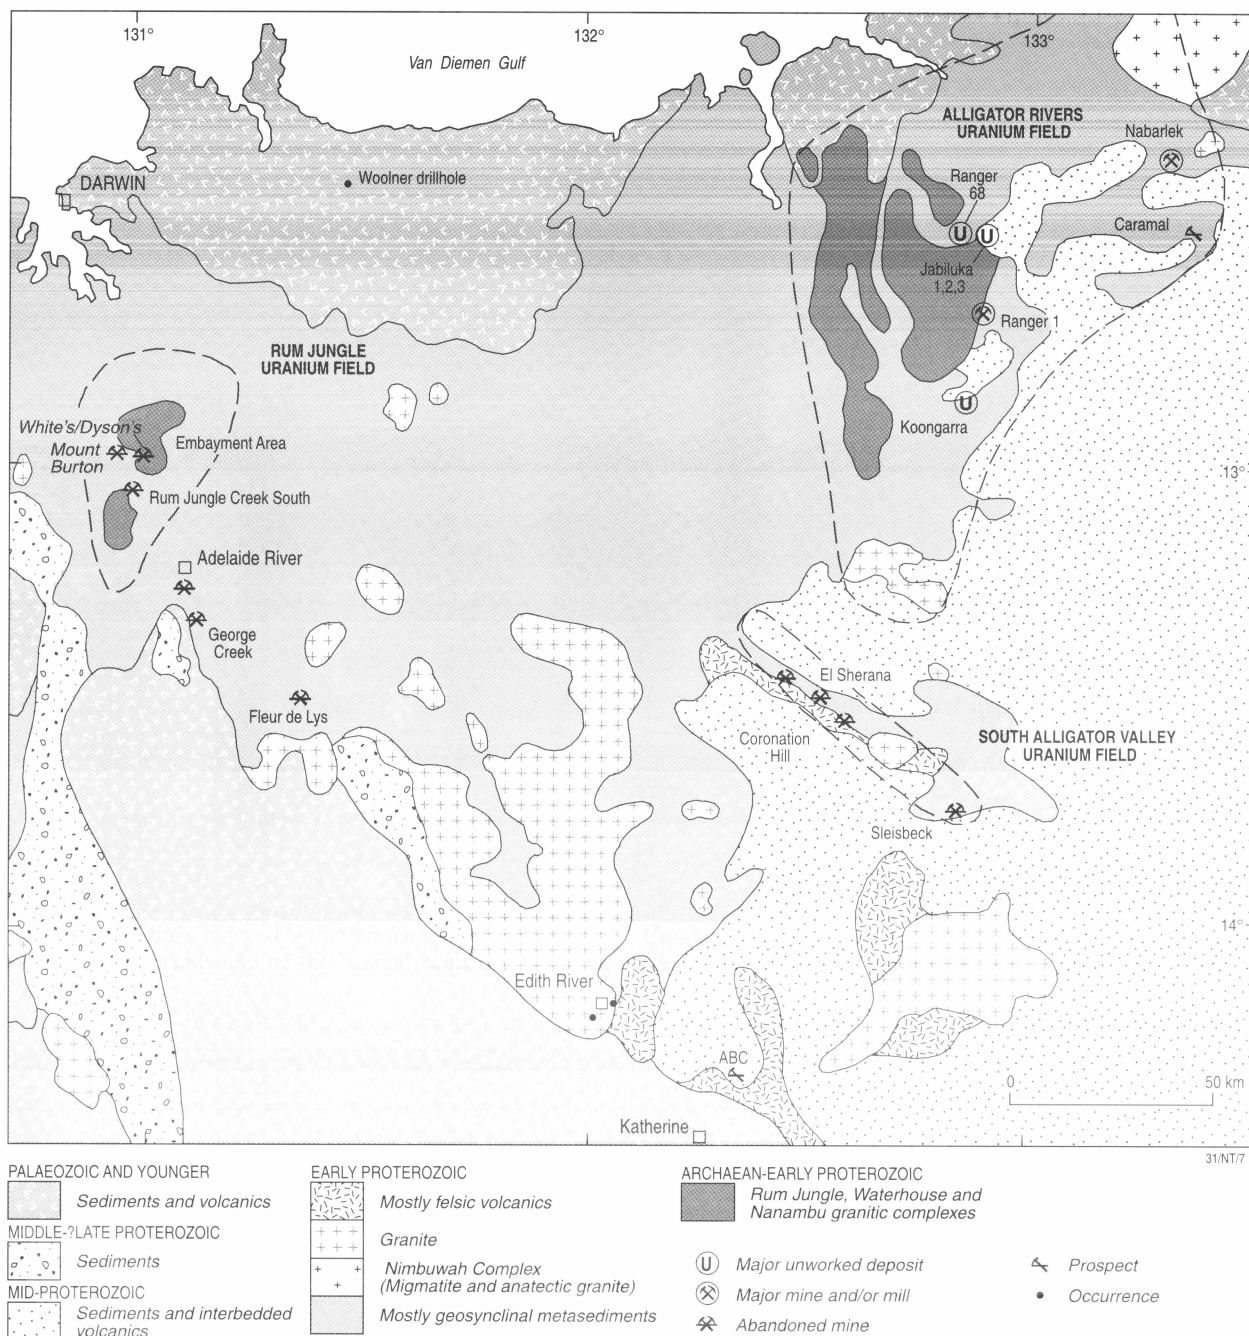 131°
132°
133°
Van Diemen Gulf
ALLIGATOR RIVERS
URANIUM FIELD
Nabarlek
DARWIN
Woolner drillhole
Ranger
68
Caramal
Jabiluka
1,2,3
Ranger 1
RUM JUNGLE
URANIUM FIELD
White's/Dyson's
Embayment Area
Mount
Burton
Koongarra
13°
Rum Jungle Creek South
Adelaide River
George
Creek
El Sherana
Fleur de Lys
Coronation
Hill
SOUTH ALLIGATOR VALLEY
URANIUM FIELD
Sleisbeck
14°
Edith River
ABC
0
50 km
Katherine
31/NT/7
PALAEOZOIC AND YOUNGER
Sediments and volcanics
MIDDLE-?LATE PROTEROZOIC
Sediments
MID-PROTEROZOIC
Sediments and interbedded
volcanics
EARLY PROTEROZOIC
Mostly felsic volcanics
Granite
Nimbuwah Complex
(Migmatite and anatectic granite)
Mostly geosynclinal metasediments
ARCHAEAN-EARLY PROTEROZOIC
Rum Jungle, Waterhouse and
Nanambu granitic complexes
U Major unworked deposit
Major mine and/or mill
Abandoned mine
Prospect
Occurrence